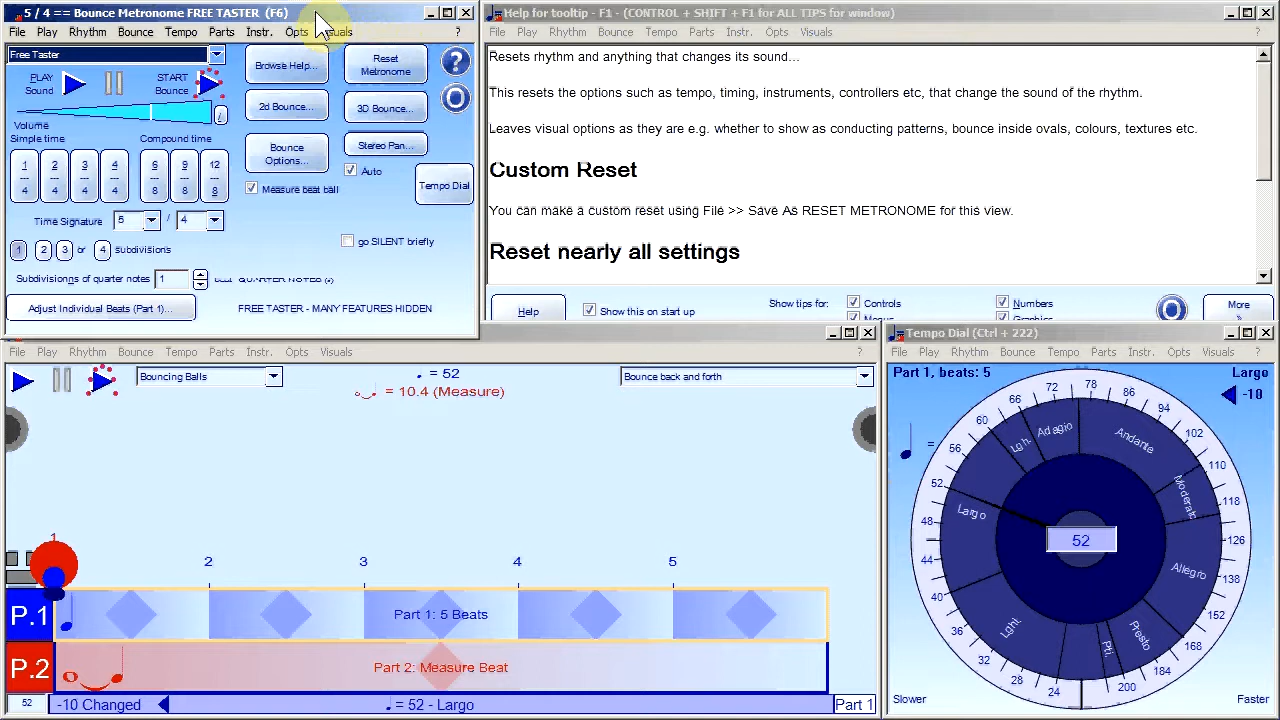 5 / 4 == Bounce Metronome FREE TASTER (F6)
File Play Rhythm Bounce Tempo Parts Instr. Opts Visuals ?
Free Taster
Browse Help...
Reset Metronome
?
PLAY Sound
START Bounce
2d Bounce...
3D Bounce...
O
Volume
Simple time
Compound time
1/4 2/4 3/4 4/4 6/8 9/8 12/8
Bounce Options...
Stereo Pan...
Auto
Measure beat ball
Tempo Dial
Time Signature 5 / 4
1 2 3 or 4 subdivisions
go SILENT briefly
Subdivisionsn of quarter notes 1
QUARTER NOTES
Adjust Individual Beats (Part 1)...
FREE TASTER - MANY FEATURES HIDDEN
Help for tooltip - F1 - (CONTROL + SHIFT + F1 for ALL TIPS for window)
File Play Rhythm Bounce Tempo Parts Instr. Opts Visuals
Resets rhythm and anything that changes its sound...
This resets the options such as tempo, timing, instruments, controllers etc, that change the sound of the rhythm.
Leaves visual options as they are e.g. whether to show as conducting patterns, bounce inside ovals, colours, textures etc.
Custom Reset
You can make a custom reset using File >> Save As RESET METRONOME for this view.
Reset nearly all settings
Help
Show this on start up
Show tips for:
Controls
Numbers
Menus
Graphics
O
More »
File Play Rhythm Bounce Tempo Parts Instr. Opts Visuals ?
Bouncing Balls
= 52
Bounce back and forth
= 10.4 (Measure)
1 2 3 4 5
P.1
Part 1: 5 Beats
P.2
Part 2: Measure Beat
52
-10 Changed
= 52 - Largo
Part 1
Tempo Dial (Ctrl + 222)
File Play Rhythm Bounce Tempo Parts Instr. Opts Visuals ?
Part 1, beats: 5
Largo
-10
=
24 28 32 36 40 44 48 52 56 60 66 72 78 86 94 102 110 118 126 138 152 168 184 200
Lght. Largo Lgh. Adagio Andante Moderato Allegro Presto Pti.
52
Slower
Faster